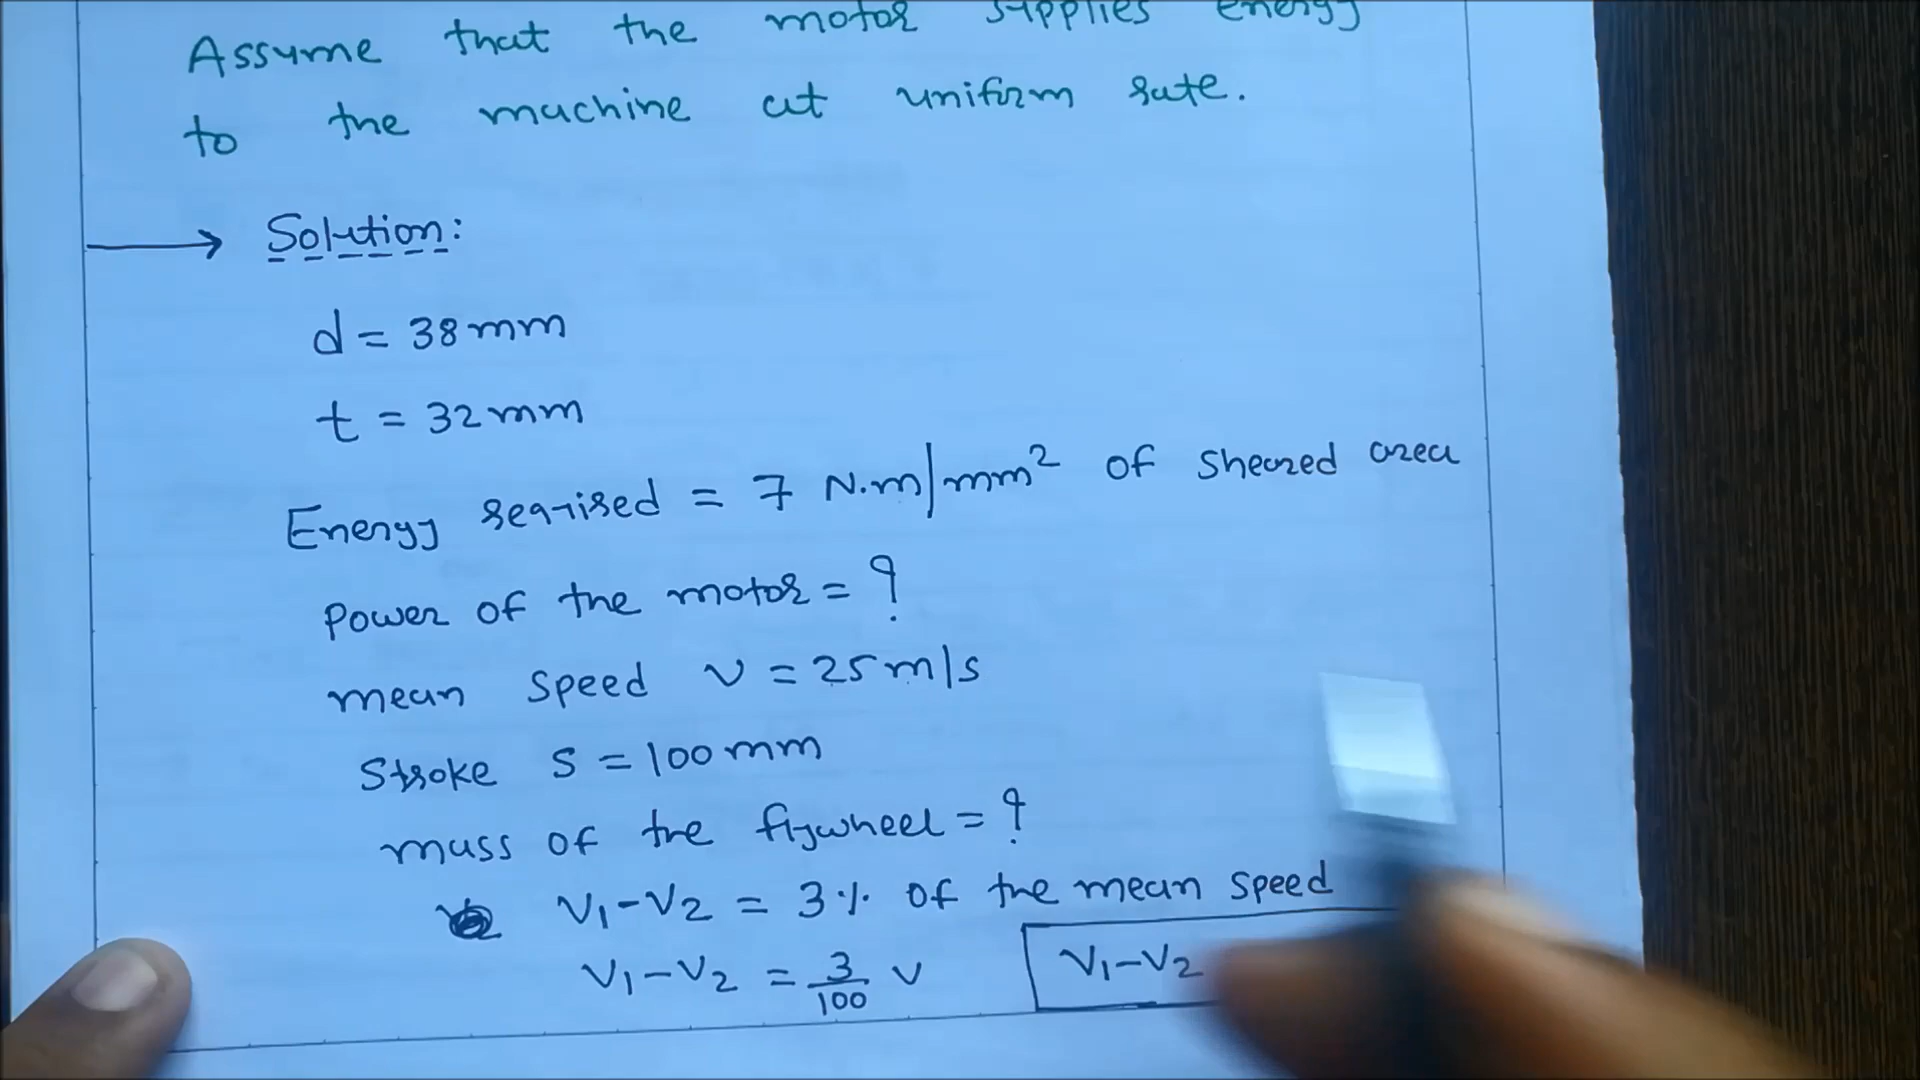 Assume that the motor supplies energy
to the machine at uniform rate.
Solution:
d = 38 mm
t = 32 mm
Energy required = 7 N.m/mm² of sheared area
Power of the motor = ?
mean speed v = 25 m/s
Stroke S = 100 mm
mass of the flywheel = ?
V₁-V₂ = 3% of the mean speed
V₁-V₂ = 3/100 v
V₁-V₂